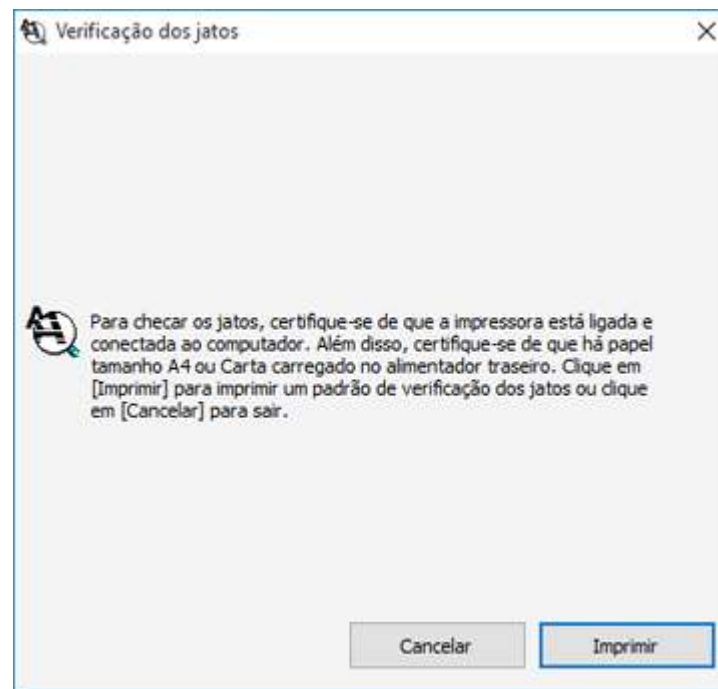 Verificação dos jatos
Para checar os jatos, certifique-se de que a impressora está ligada e
conectada ao computador. Além disso, certifique-se de que há papel
tamanho A4 ou Carta carregado no alimentador traseiro. Clique em
[Imprimir] para imprimir um padrão de verificação dos jatos ou clique
em [Cancelar] para sair.
Cancelar
Imprimir